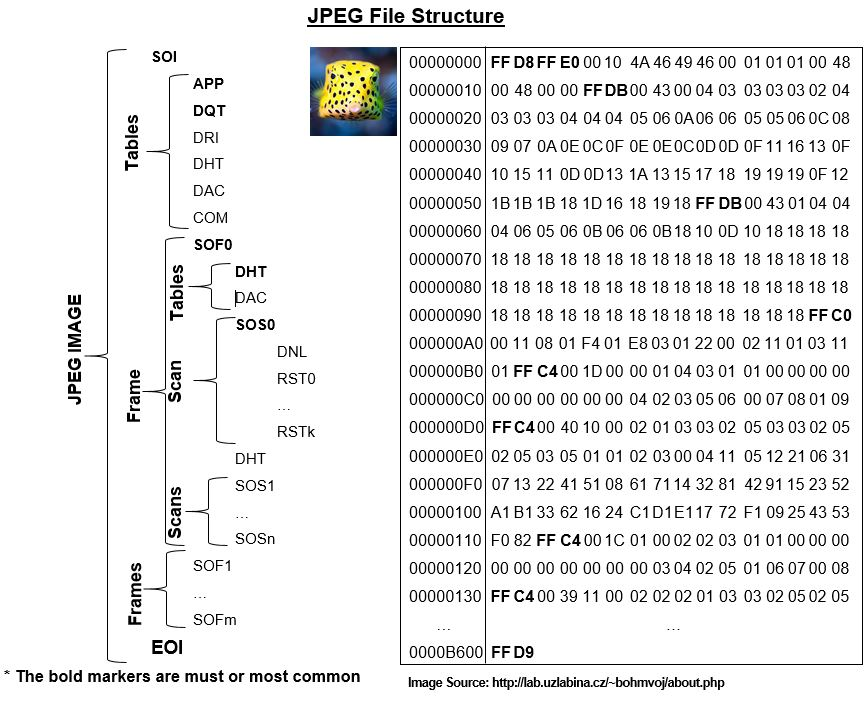 JPEG File Structure
JPEG IMAGE
SOI
Tables
APP
DQT
DRI
DHT
DAC
COM
Frame
SOF0
Tables
DHT
DAC
Scan
SOS0
DNL
RST0
...
RSTk
DHT
Scans
SOS1
...
SOSn
Frames
SOF1
...
SOFm
EOI
* The bold markers are must or most common
00000000 FF D8 FF E0 00 10 4A 46 49 46 00 01 01 01 00 48
00000010 00 48 00 00 FF DB 00 43 00 04 03 03 03 03 02 04
00000020 03 03 03 04 04 04 05 06 0A 06 06 05 05 06 0C 08
00000030 09 07 0A 0E 0C 0F 0E 0E 0C 0D 0D 0F 11 16 13 0F
00000040 10 15 11 0D 0D 13 1A 13 15 17 18 19 19 19 0F 12
00000050 1B 1B 1B 18 1D 16 18 19 18 FF DB 00 43 01 04 04
00000060 04 06 05 06 0B 06 06 0B 18 10 0D 10 18 18 18 18
00000070 18 18 18 18 18 18 18 18 18 18 18 18 18 18 18 18
00000080 18 18 18 18 18 18 18 18 18 18 18 18 18 18 18 18
00000090 18 18 18 18 18 18 18 18 18 18 18 18 18 18 FF C0
000000A0 00 11 08 01 F4 01 E8 03 01 22 00 02 11 01 03 11
000000B0 01 FF C4 00 1D 00 00 01 04 03 01 01 00 00 00 00
000000C0 00 00 00 00 00 00 04 02 03 05 06 00 07 08 01 09
000000D0 FF C4 00 40 10 00 02 01 03 03 02 05 03 03 02 05
000000E0 02 05 03 05 01 01 02 03 00 04 11 05 12 21 06 31
000000F0 07 13 22 41 51 08 61 71 14 32 81 42 91 15 23 52
00000100 A1 B1 33 62 16 24 C1 D1 E1 17 72 F1 09 25 43 53
00000110 F0 82 FF C4 00 1C 01 00 02 02 03 01 01 00 00 00
00000120 00 00 00 00 00 00 00 03 04 02 05 01 06 07 00 08
00000130 FF C4 00 39 11 00 02 02 02 01 03 03 02 05 02 05
... ...
0000B600 FF D9
Image Source: http://lab.uzlabina.cz/~bohmvoj/about.php